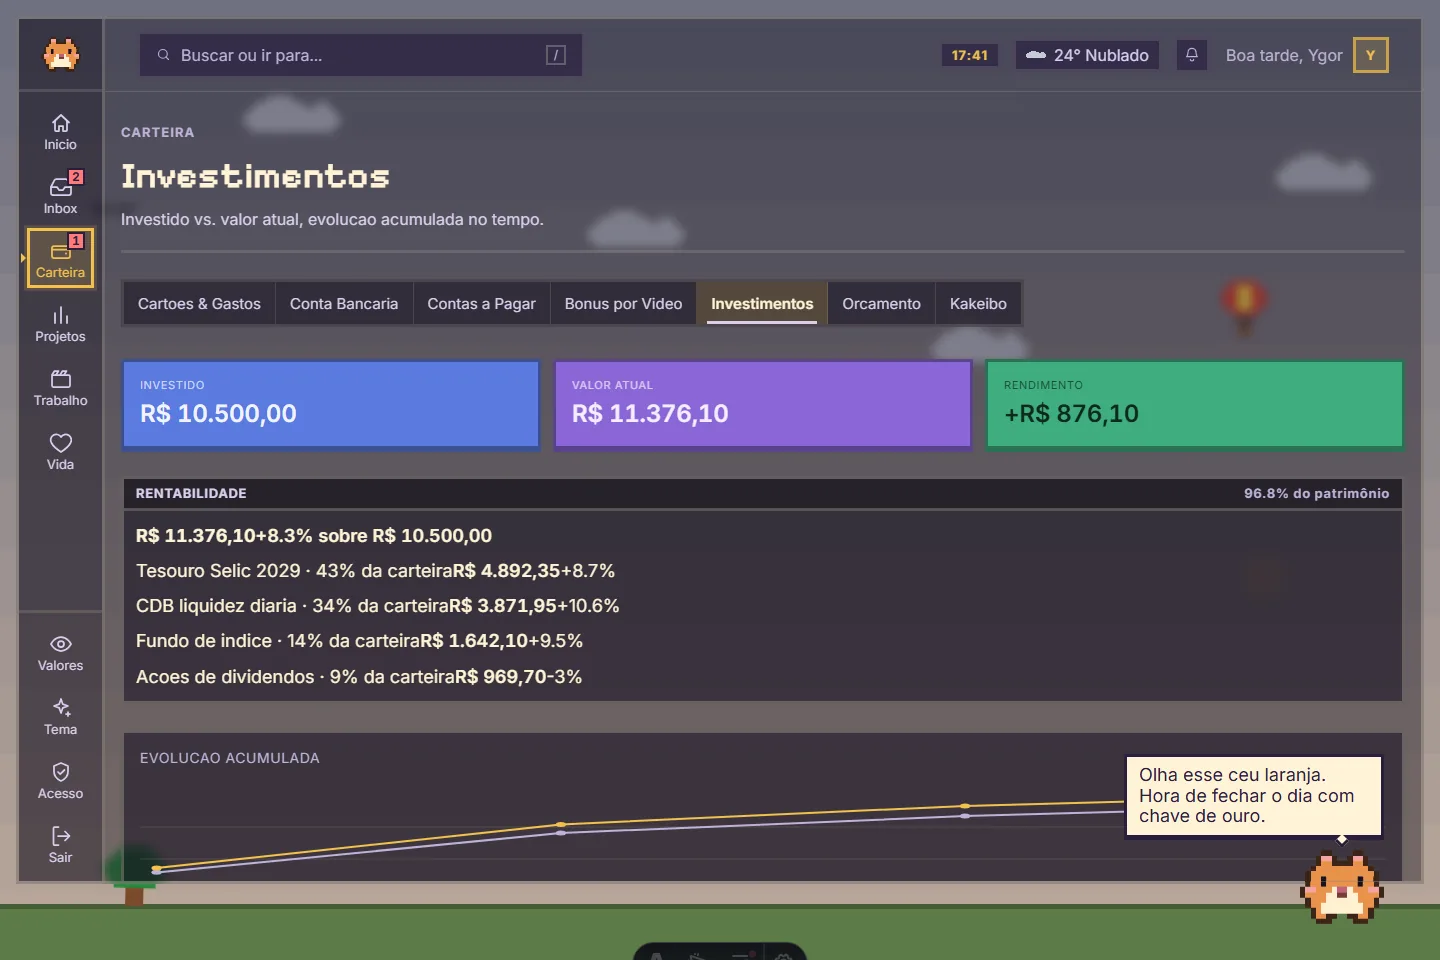 Buscar ou ir para...
/
17:41
24° Nublado
Boa tarde, Ygor
Y
Inicio
2
Inbox
1
Carteira
Projetos
Trabalho
Vida
Valores
Tema
Acesso
Sair
CARTEIRA
Investimentos
Investido vs. valor atual, evolucao acumulada no tempo.
Cartoes & Gastos
Conta Bancaria
Contas a Pagar
Bonus por Video
Investimentos
Orcamento
Kakeibo
INVESTIDO
R$ 10.500,00
VALOR ATUAL
R$ 11.376,10
RENDIMENTO
+R$ 876,10
RENTABILIDADE
96.8% do patrimônio
R$ 11.376,10+8.3% sobre R$ 10.500,00
Tesouro Selic 2029 · 43% da carteiraR$ 4.892,35+8.7%
CDB liquidez diaria · 34% da carteiraR$ 3.871,95+10.6%
Fundo de indice · 14% da carteiraR$ 1.642,10+9.5%
Acoes de dividendos · 9% da carteiraR$ 969,70-3%
EVOLUCAO ACUMULADA
Olha esse ceu laranja.
Hora de fechar o dia com
chave de ouro.